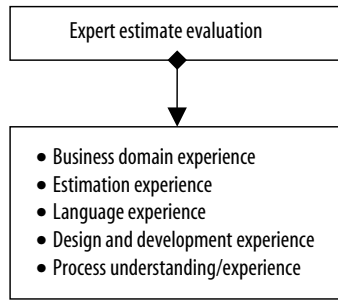 Expert estimate evaluation
• Business domain experience
• Estimation experience
• Language experience
• Design and development experience
• Process understanding/experience